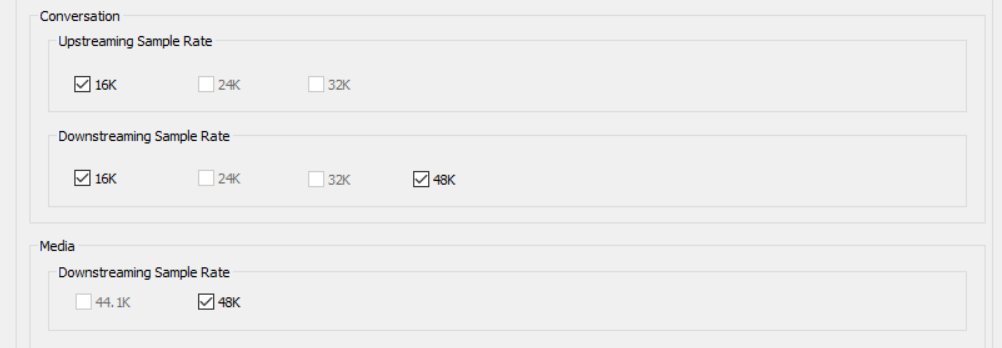 Conversation
Upstreaming Sample Rate
16K 24K 32K
Downstreaming Sample Rate
16K 24K 32K 48K
Media
Downstreaming Sample Rate
44.1K 48K